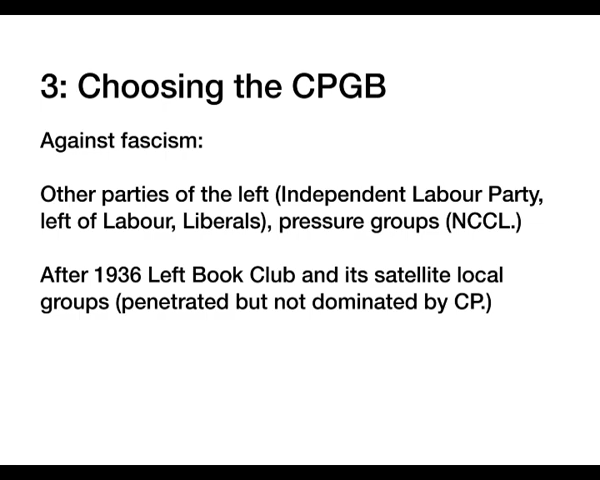 3: Choosing the CPGB
Against fascism:
Other parties of the left (Independent Labour Party,
left of Labour, Liberals), pressure groups (NCCL.)
After 1936 Left Book Club and its satellite local
groups (penetrated but not dominated by CP.)